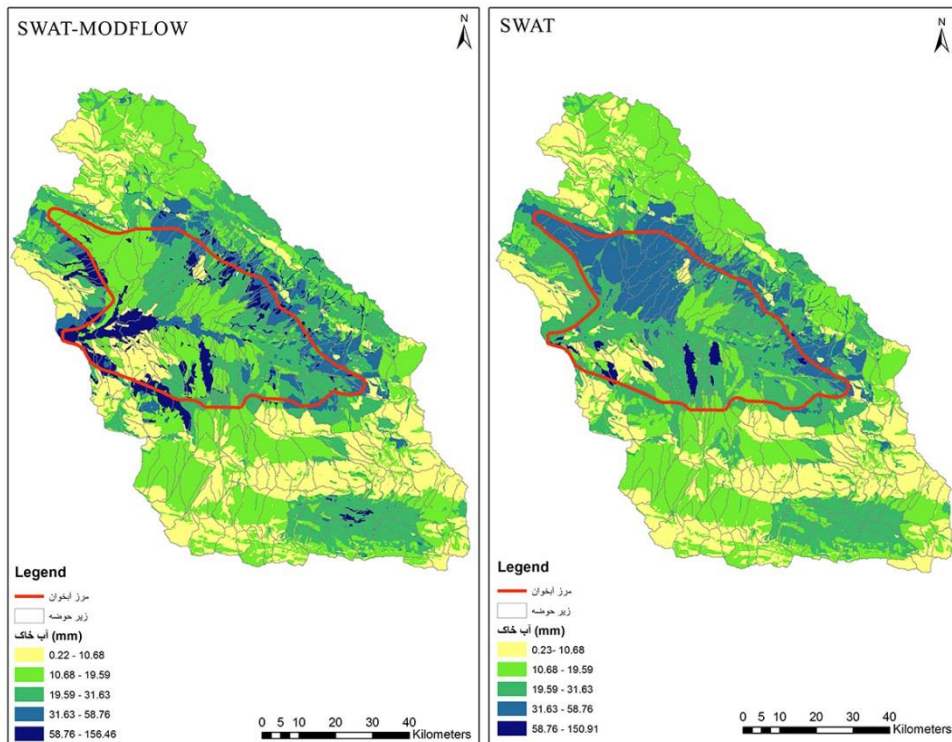 SWAT-MODFLOW
N
Legend
مرز ابخوان
زیر حوضه
آب خاک (mm)
0.22 - 10.68
10.68 - 19.59
19.59 - 31.63
31.63 - 58.76
58.76 - 156.46
0 5 10 20 30 40
Kilometers
SWAT
N
Legend
مرز ابخوان
زیر حوضه
آب خاک (mm)
0.23- 10.68
10.68 - 19.59
19.59 - 31.63
31.63 - 58.76
58.76 - 150.91
0 5 10 20 30 40
Kilometers